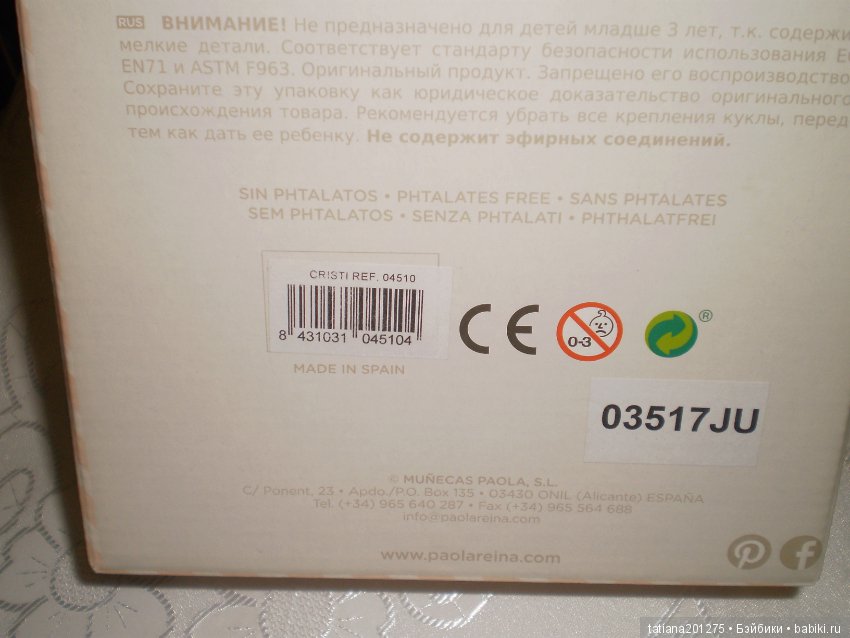 RUS ВНИМАНИЕ! Не предназначено для детей младше 3 лет, т.к. содержи
мелкие детали. Соответствует стандарту безопасности использования
EN71 и ASTM F963. Оригинальный продукт. Запрещено его воспроизводство
Сохраните эту упаковку как юридическое доказательство оригинального
происхождения товара. Рекомендуется убрать все крепления куклы, перед
тем как дать ее ребенку. Не содержит эфирных соединений.
SIN PHTALATOS • PHTALATES FREE • SANS PHTALATES
SEM PHTALATOS • SENZA PHTALATI • PHTHALATFREI
CRISTI REF. 04510
8 431031 045104
MADE IN SPAIN
CE
0-3
®
03517JU
© MUÑECAS PAOLA, S.L.
C/ Ponent, 23 • Apdo./P.O. Box 135 • 03430 ONIL (Alicante) ESPAÑA
Tel. (+34) 965 640 287 • Fax (+34) 965 564 688
info@paolareina.com
www.paolareina.com
tatiana201275 • Бэйбики • babiki.ru